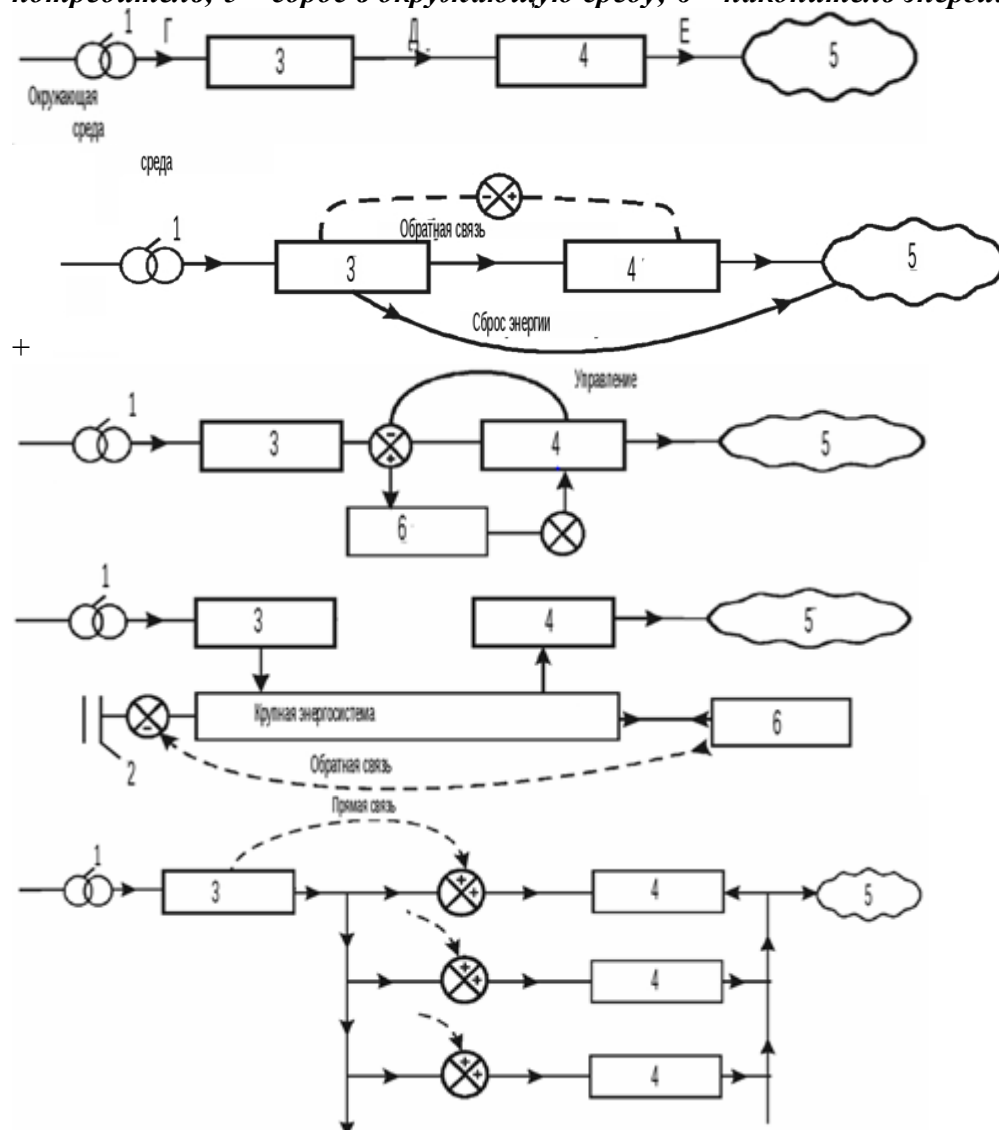 потребитель; 5 – сброс в окружающую среду; 6 – накопитель энергии
1 Г Д Е
3 4 5
Окружающая
среда
среда
1
Обратная связь
3 4 5
Сброс энергии
+
Управление
1
3 4 5
6
1
3 4 5
Крупная энергосистема
6
2
Обратная связь
Прямая связь
1
3 4 5
4
4